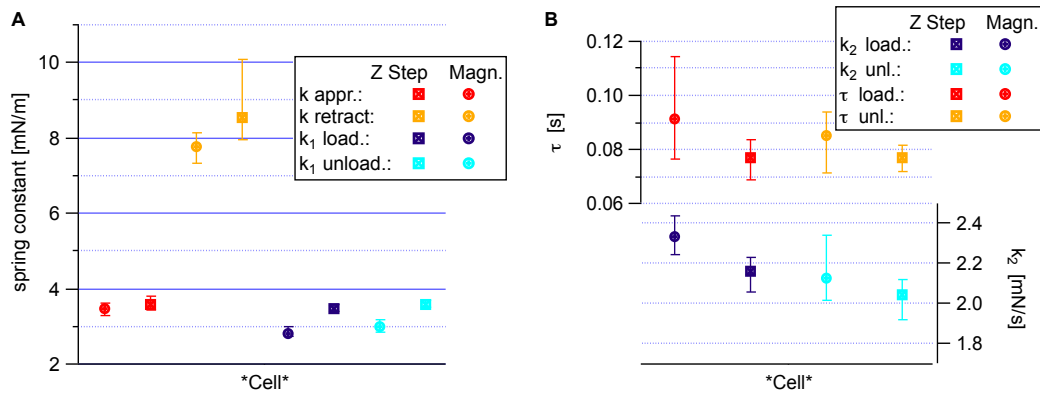 A
spring constant [mN/m]
10
8
6
4
2
*Cell*
Z Step Magn.
k appr.:
k retract:
k₁ load.:
k₁ unload.:
B
τ [s]
0.12
0.10
0.08
0.06
*Cell*
Z Step Magn.
k₂ load.:
k₂ unl.:
τ load.:
τ unl.:
2.4
2.2
2.0
1.8
k₂ [mN/s]